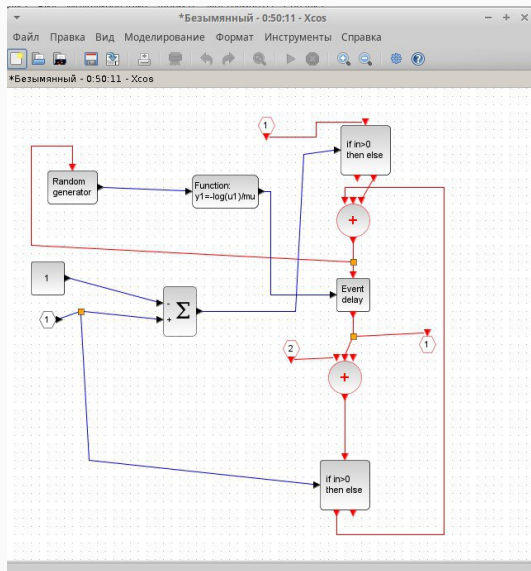 *Безымянный - 0:50:11 - Xcos
Файл Правка Вид Моделирование Формат Инструменты Справка
*Безымянный - 0:50:11 - Xcos
1
if in>0
then else
Random
generator
Function:
y1=-log(u1)/mu
+
1
Event
delay
-
+
Σ
1
2
1
+
if in>0
then else